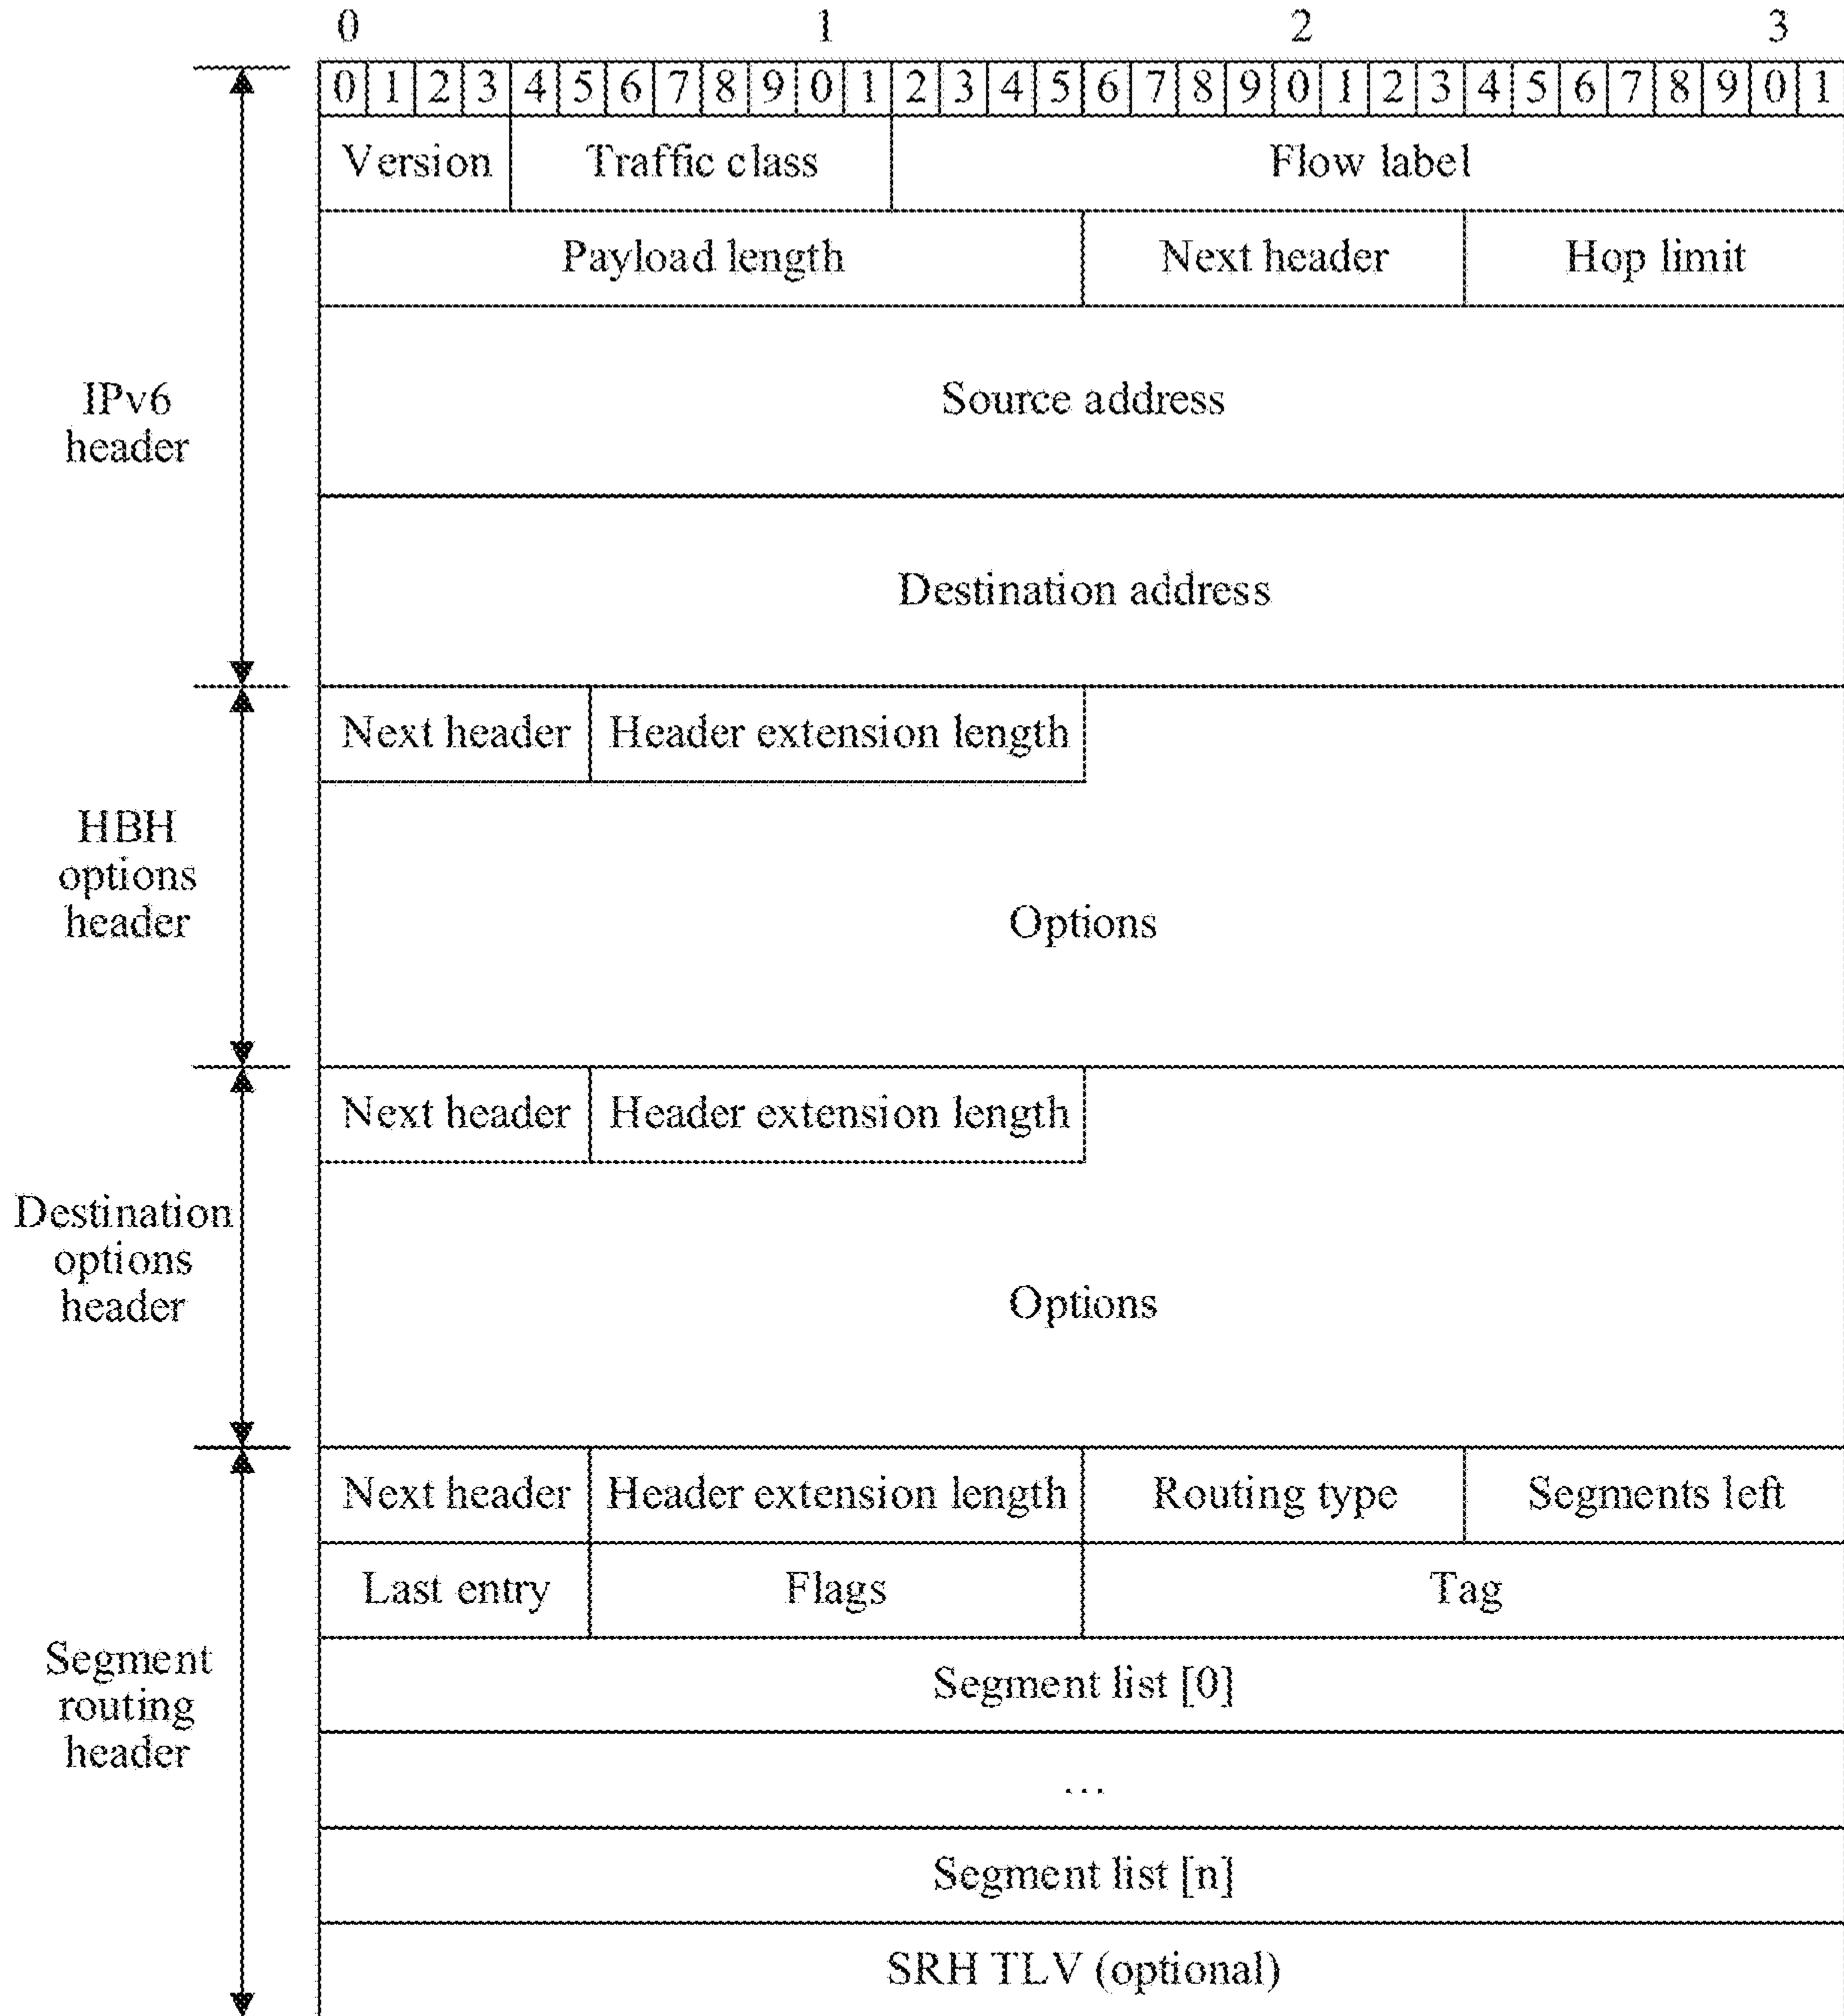 0 1 2 3
0 1 2 3 4 5 6 7 8 9 0 1 2 3 4 5 6 7 8 9 0 1 2 3 4 5 6 7 8 9 0 1
Version Traffic class Flow label
Payload length Next header Hop limit
IPv6
header
Source address
Destination address
Next header Header extension length
HBH
options
header
Options
Next header Header extension length
Destination
options
header
Options
Next header Header extension length Routing type Segments left
Last entry Flags Tag
Segment
routing
header
Segment list [0]
...
Segment list [n]
SRH TLV (optional)